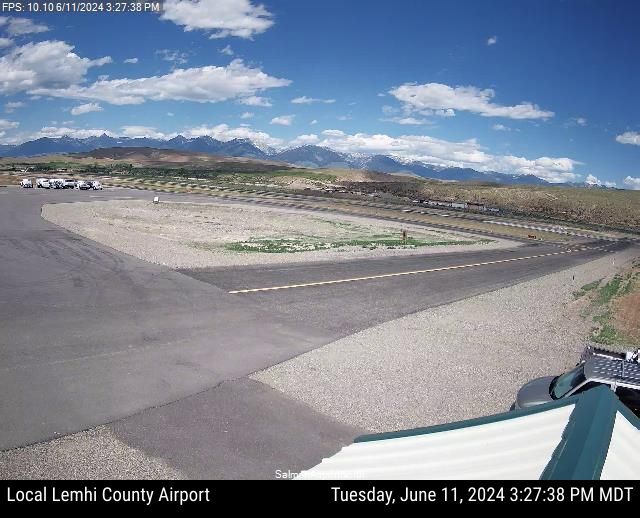 FPS: 10.10 6/11/2024 3:27:38 PM
Local Lemhi County Airport
Tuesday, June 11, 2024 3:27:38 PM MDT